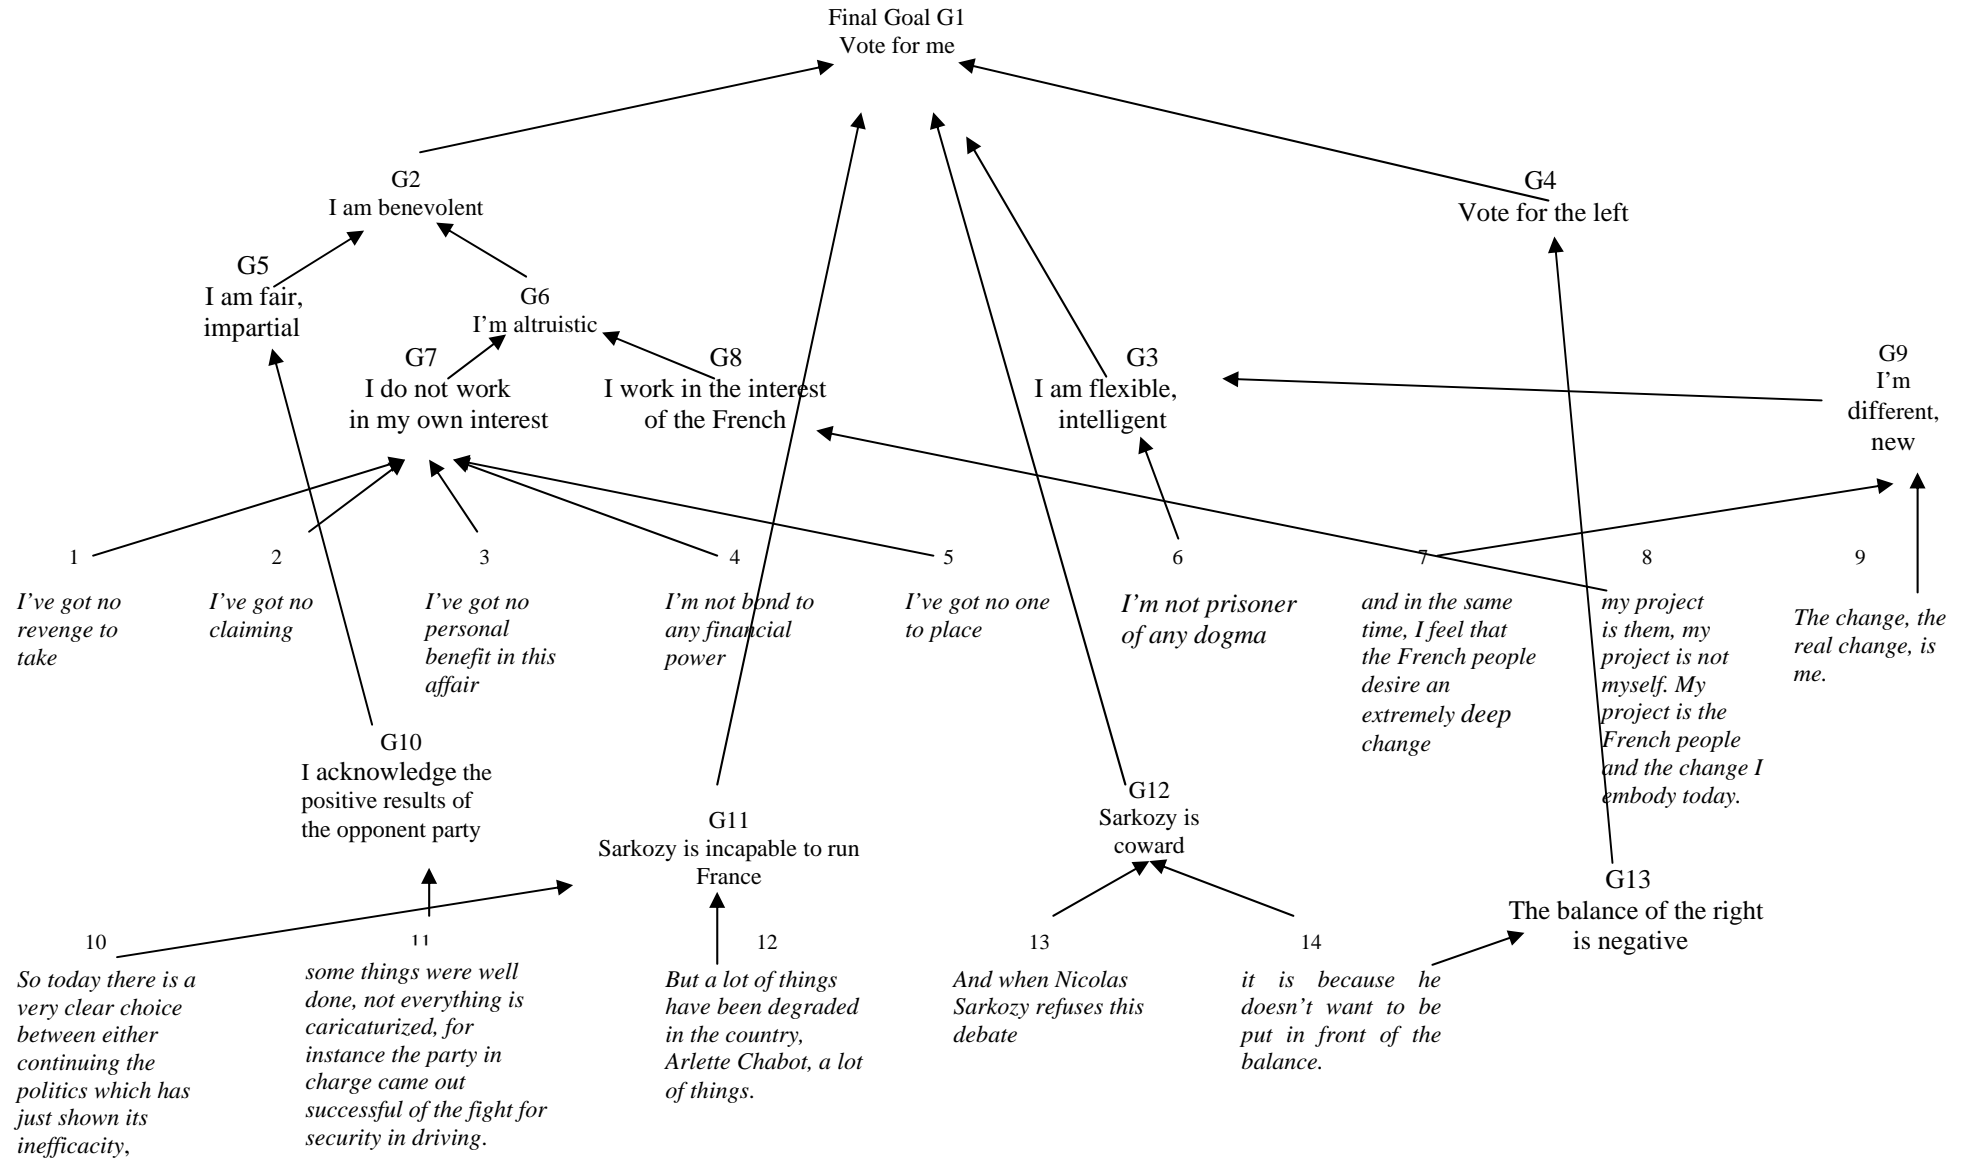 Final Goal G1
Vote for me
G2
I am benevolent
G4
Vote for the left
G5
I am fair,
impartial
G6
I'm altruistic
G7
I do not work
in my own interest
G8
I work in the interest
of the French
G3
I am flexible,
intelligent
G9
I'm
different,
new
1
I've got no
revenge to
take
2
I've got no
claiming
3
I've got no
personal
benefit in this
affair
4
I'm not bond to
any financial
power
5
I've got no one
to place
6
I'm not prisoner
of any dogma
7
and in the same
time, I feel that
the French people
desire an
extremely deep
change
8
my project
is them, my
project is not
myself. My
project is the
French people
and the change I
embody today.
9
The change, the
real change, is
me.
G10
I acknowledge the
positive results of
the opponent party
G11
Sarkozy is incapable to run
France
G12
Sarkozy is
coward
G13
The balance of the right
is negative
10
So today there is a
very clear choice
between either
continuing the
politics which has
just shown its
inefficacity,
11
some things were well
done, not everything is
caricaturized, for
instance the party in
charge came out
successful of the fight for
security in driving.
12
But a lot of things
have been degraded
in the country,
Arlette Chabot, a lot
of things.
13
And when Nicolas
Sarkozy refuses this
debate
14
it is because he
doesn't want to be
put in front of the
balance.